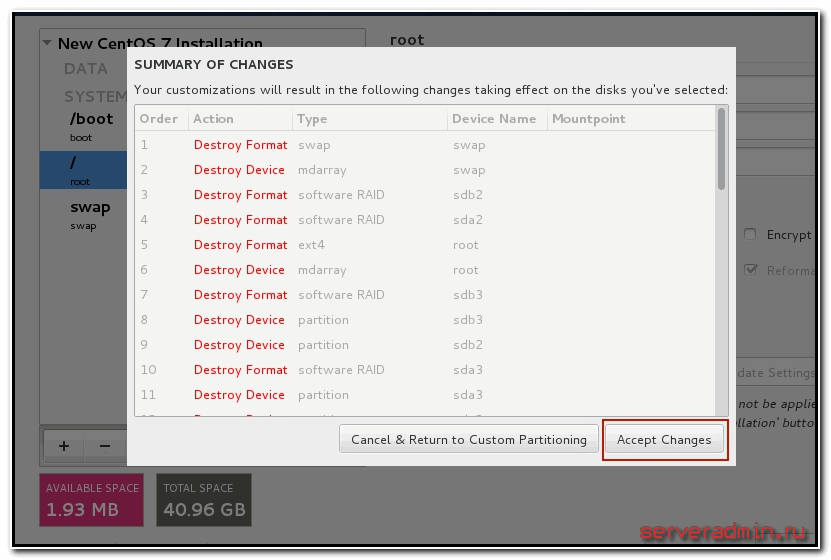 New CentOS 7 Installation
root
DATA
SYSTEM
/boot
boot
/
root
swap
swap
SUMMARY OF CHANGES
Your customizations will result in the following changes taking effect on the disks you've selected:
Order Action Type Device Name Mountpoint
1 Destroy Format swap swap
2 Destroy Device mdarray swap
3 Destroy Format software RAID sdb2
4 Destroy Format software RAID sda2
5 Destroy Format ext4 root
6 Destroy Device mdarray root
7 Destroy Format software RAID sdb3
8 Destroy Device partition sdb3
9 Destroy Device partition sdb2
10 Destroy Format software RAID sda3
11 Destroy Device partition sda3
Encrypt
Reforma
date Settings
not be applie
llation' butto
Cancel & Return to Custom Partitioning
Accept Changes
+ −
AVAILABLE SPACE
1.93 MB
TOTAL SPACE
40.96 GB
serveradmin.ru